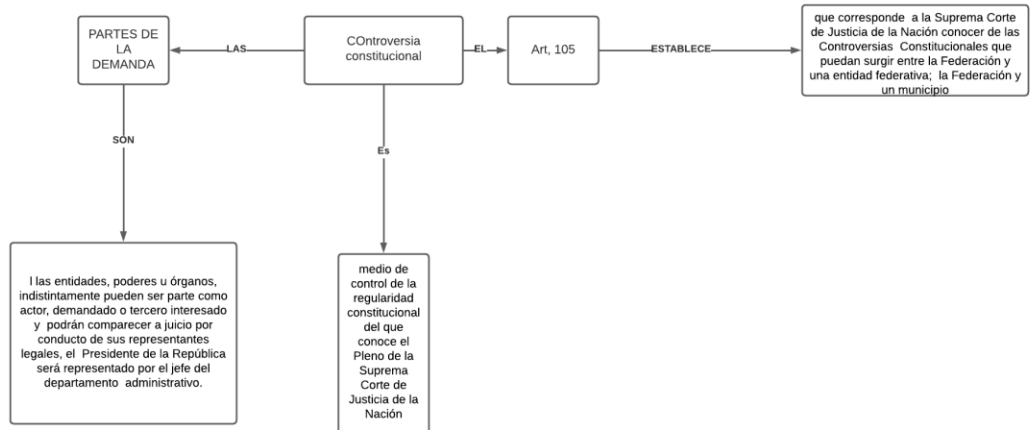 PARTES DE
LA
DEMANDA
LAS
COntroversia
constitucional
EL
Art, 105
ESTABLECE
que corresponde a la Suprema Corte
de Justicia de la Nación conocer de las
Controversias Constitucionales que
puedan surgir entre la Federación y
una entidad federativa; la Federación y
un municipio
SON
Es
l las entidades, poderes u órganos,
indistintamente pueden ser parte como
actor, demandado o tercero interesado
y podrán comparecer a juicio por
conducto de sus representantes
legales, el Presidente de la República
será representado por el jefe del
departamento administrativo.
medio de
control de la
regularidad
constitucional
del que
conoce el
Pleno de la
Suprema
Corte de
Justicia de la
Nación